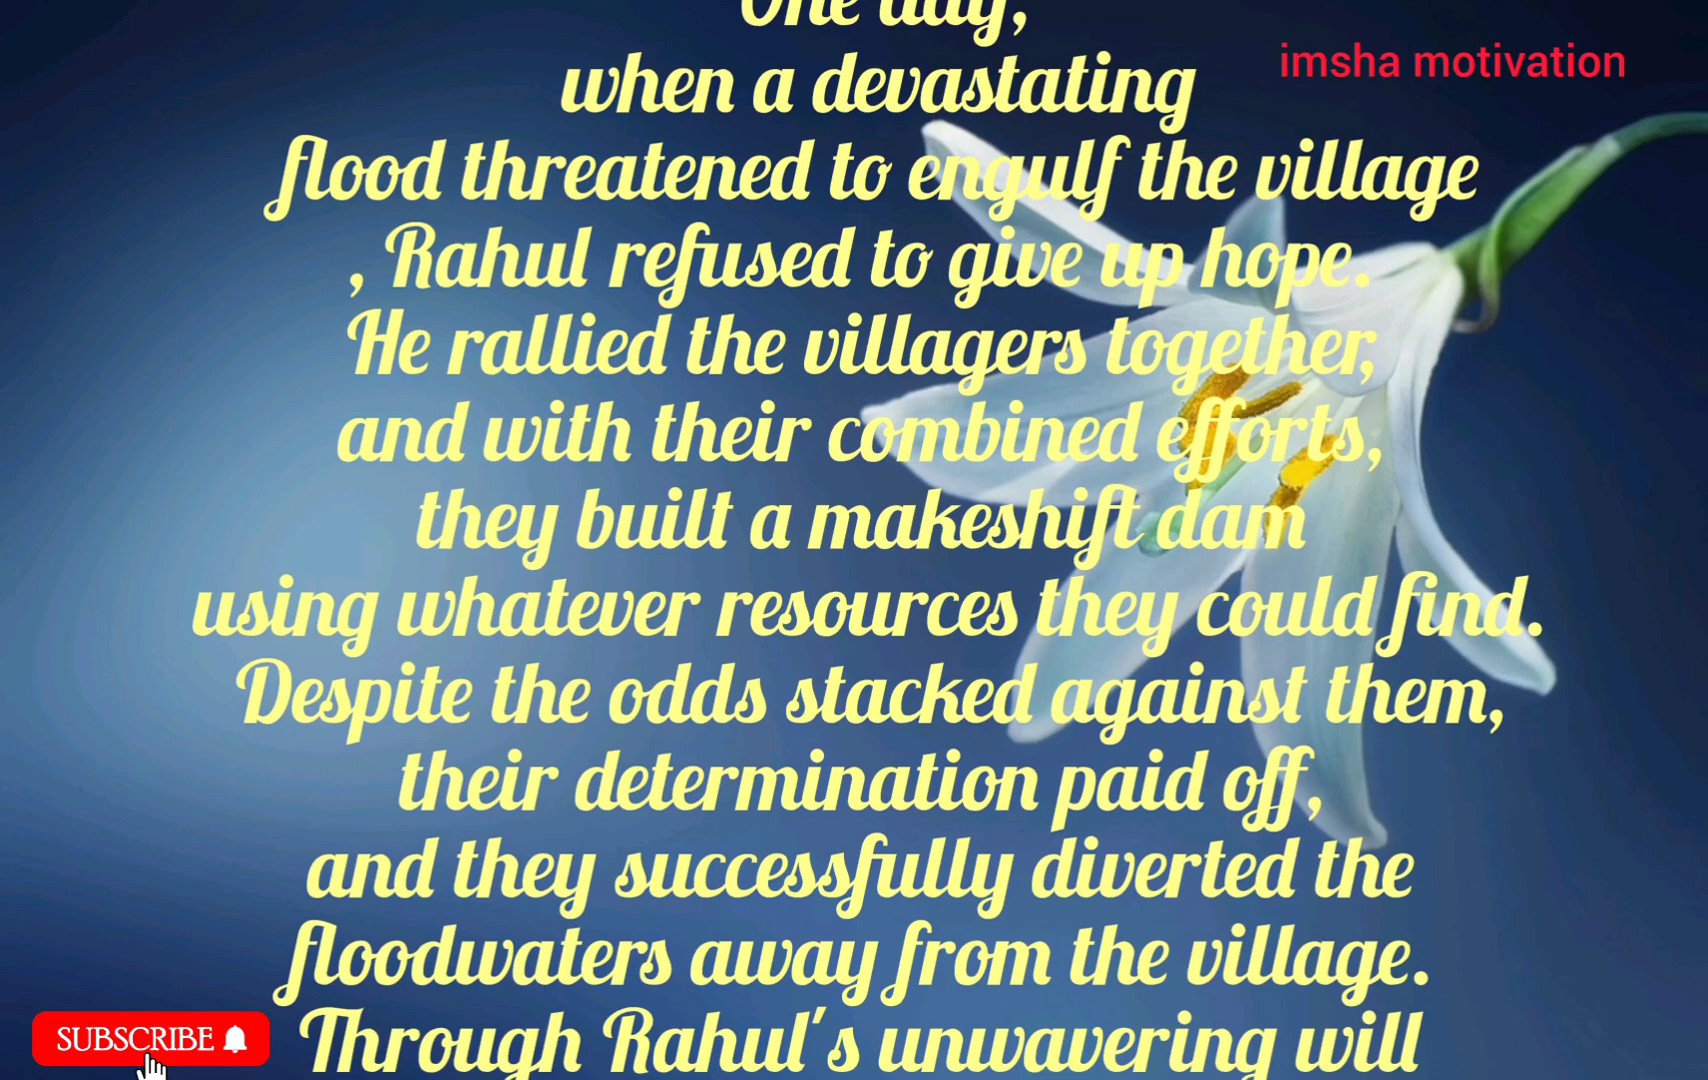 One day,
imsha motivation
when a devastating
flood threatened to engulf the village
, Rahul refused to give up hope.
He rallied the villagers together,
and with their combined efforts,
they built a makeshift dam
using whatever resources they could find.
Despite the odds stacked against them,
their determination paid off,
and they successfully diverted the
floodwaters away from the village.
Through Rahul's unwavering will
SUBSCRIBE